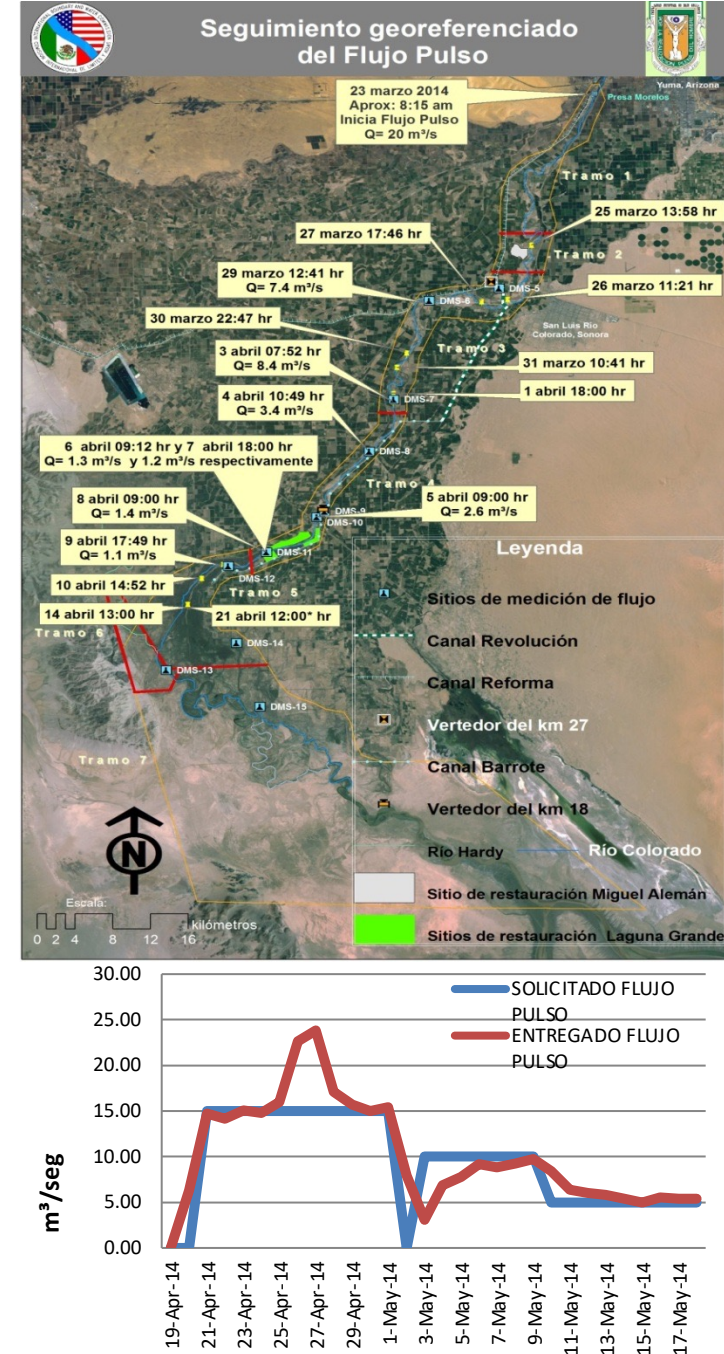 Seguimiento georeferenciado
del Flujo Pulso
23 marzo 2014
Aprox: 8:15 am
Inicia Flujo Pulso
Q= 20 m³/s
Yuma, Arizona
Presa Morelos
Tramo 1
25 marzo 13:58 hr
27 marzo 17:46 hr
Tramo 2
29 marzo 12:41 hr
Q= 7.4 m³/s
DMS-5
26 marzo 11:21 hr
DMS-6
30 marzo 22:47 hr
San Luis Río
Colorado, Sonora
3 abril 07:52 hr
Q= 8.4 m³/s
Tramo 3
31 marzo 10:41 hr
4 abril 10:49 hr
Q= 3.4 m³/s
DMS-7
1 abril 18:00 hr
6 abril 09:12 hr y 7 abril 18:00 hr
Q= 1.3 m³/s y 1.2 m³/s respectivamente
DMS-8
Tramo 4
8 abril 09:00 hr
Q= 1.4 m³/s
5 abril 09:00 hr
Q= 2.6 m³/s
DMS-9
DMS-10
9 abril 17:49 hr
Q= 1.1 m³/s
DMS-11
DMS-12
10 abril 14:52 hr
Tramo 5
14 abril 13:00 hr
21 abril 12:00* hr
Tramo 6
DMS-14
DMS-13
DMS-15
Tramo 7
N
Escala:
kilómetros
0 2 4 8 12 16
Leyenda
Sitios de medición de flujo
Canal Revolución
Canal Reforma
Vertedor del km 27
Canal Barrote
Vertedor del km 18
Río Hardy
Río Colorado
Sitio de restauración Miguel Alemán
Sitios de restauración Laguna Grande
30.00
25.00
20.00
15.00
10.00
5.00
0.00
m³/seg
SOLICITADO FLUJO
PULSO
ENTREGADO FLUJO
PULSO
19-Apr-14
21-Apr-14
23-Apr-14
25-Apr-14
27-Apr-14
29-Apr-14
1-May-14
3-May-14
5-May-14
7-May-14
9-May-14
11-May-14
13-May-14
15-May-14
17-May-14